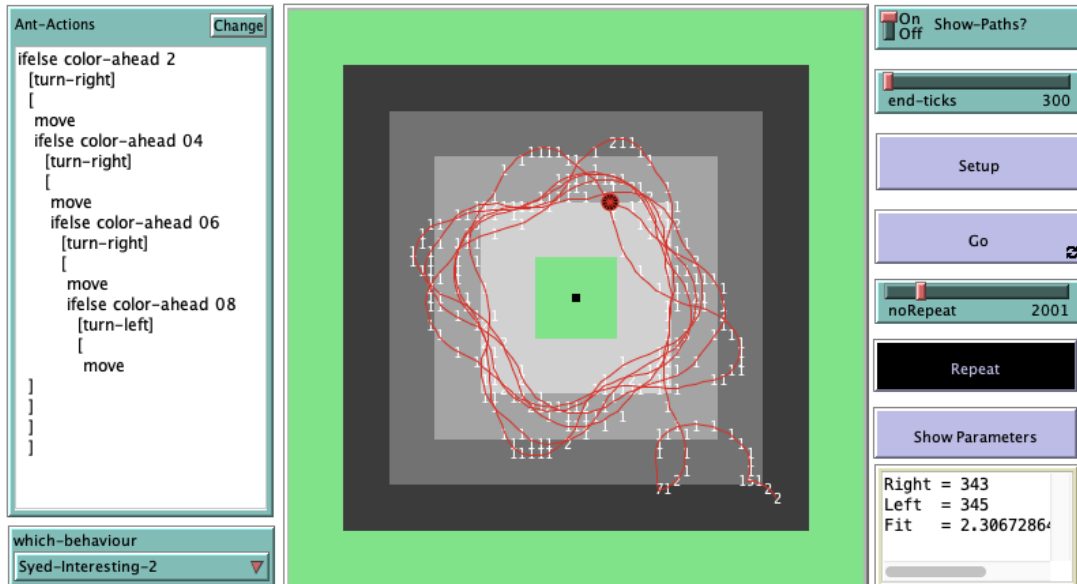 Ant-Actions
Change
ifelse color-ahead 2
[turn-right]
[
move
ifelse color-ahead 04
[turn-right]
[
move
ifelse color-ahead 06
[turn-right]
[
move
ifelse color-ahead 08
[turn-left]
[
move
]
]
]
]
which-behaviour
Syed-Interesting-2
On
Off
Show-Paths?
end-ticks 300
Setup
Go
noRepeat 2001
Repeat
Show Parameters
Right = 343
Left = 345
Fit = 2.3067286